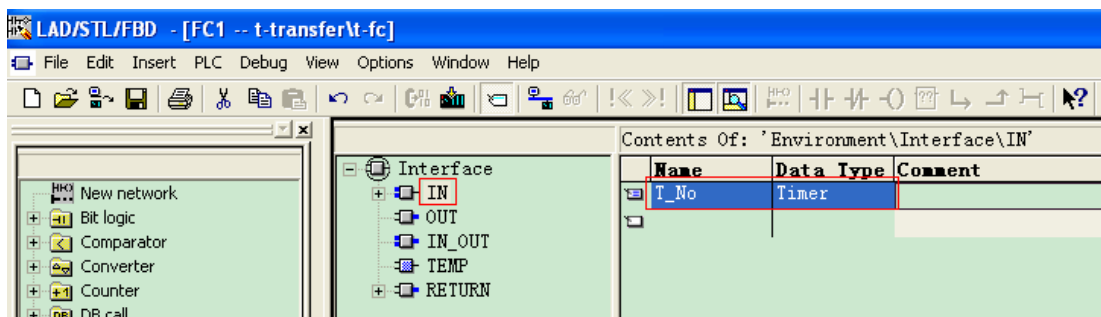 LAD/STL/FBD - [FC1 -- t-transfer\t-fc]
File Edit Insert PLC Debug View Options Window Help
Contents Of: 'Environment\Interface\IN'
Name Data Type Comment
T_No Timer
Interface
IN
OUT
IN_OUT
TEMP
RETURN
New network
Bit logic
Comparator
Converter
Counter
DB call